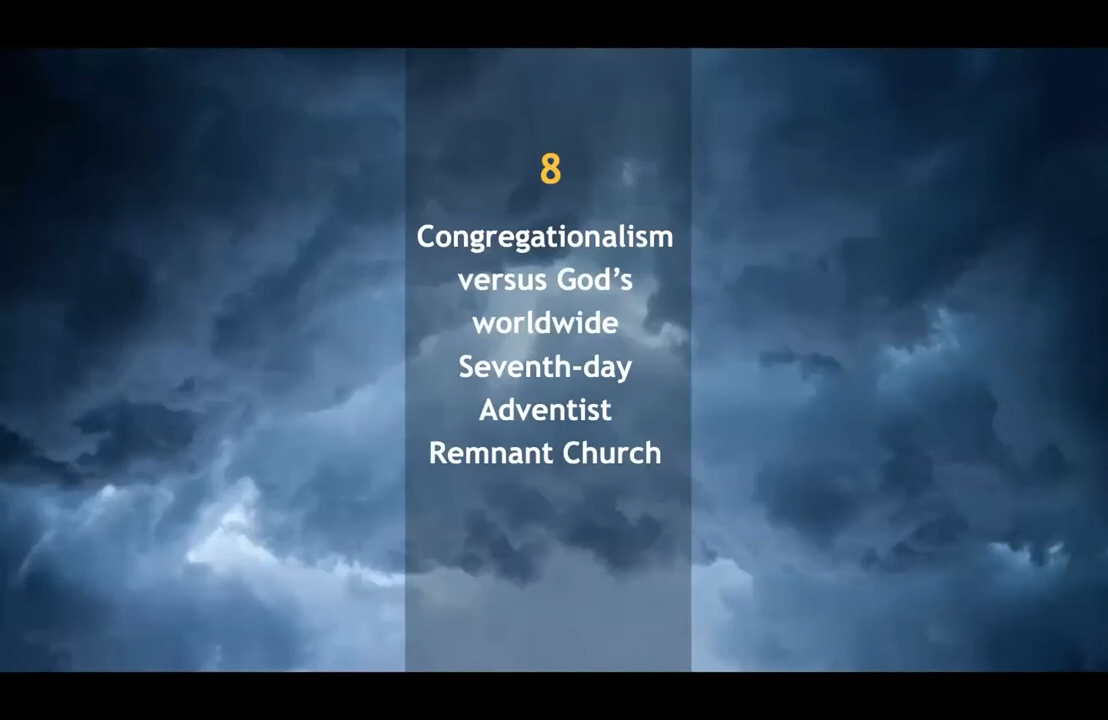 8
Congregationalism
versus God’s
worldwide
Seventh-day
Adventist
Remnant Church